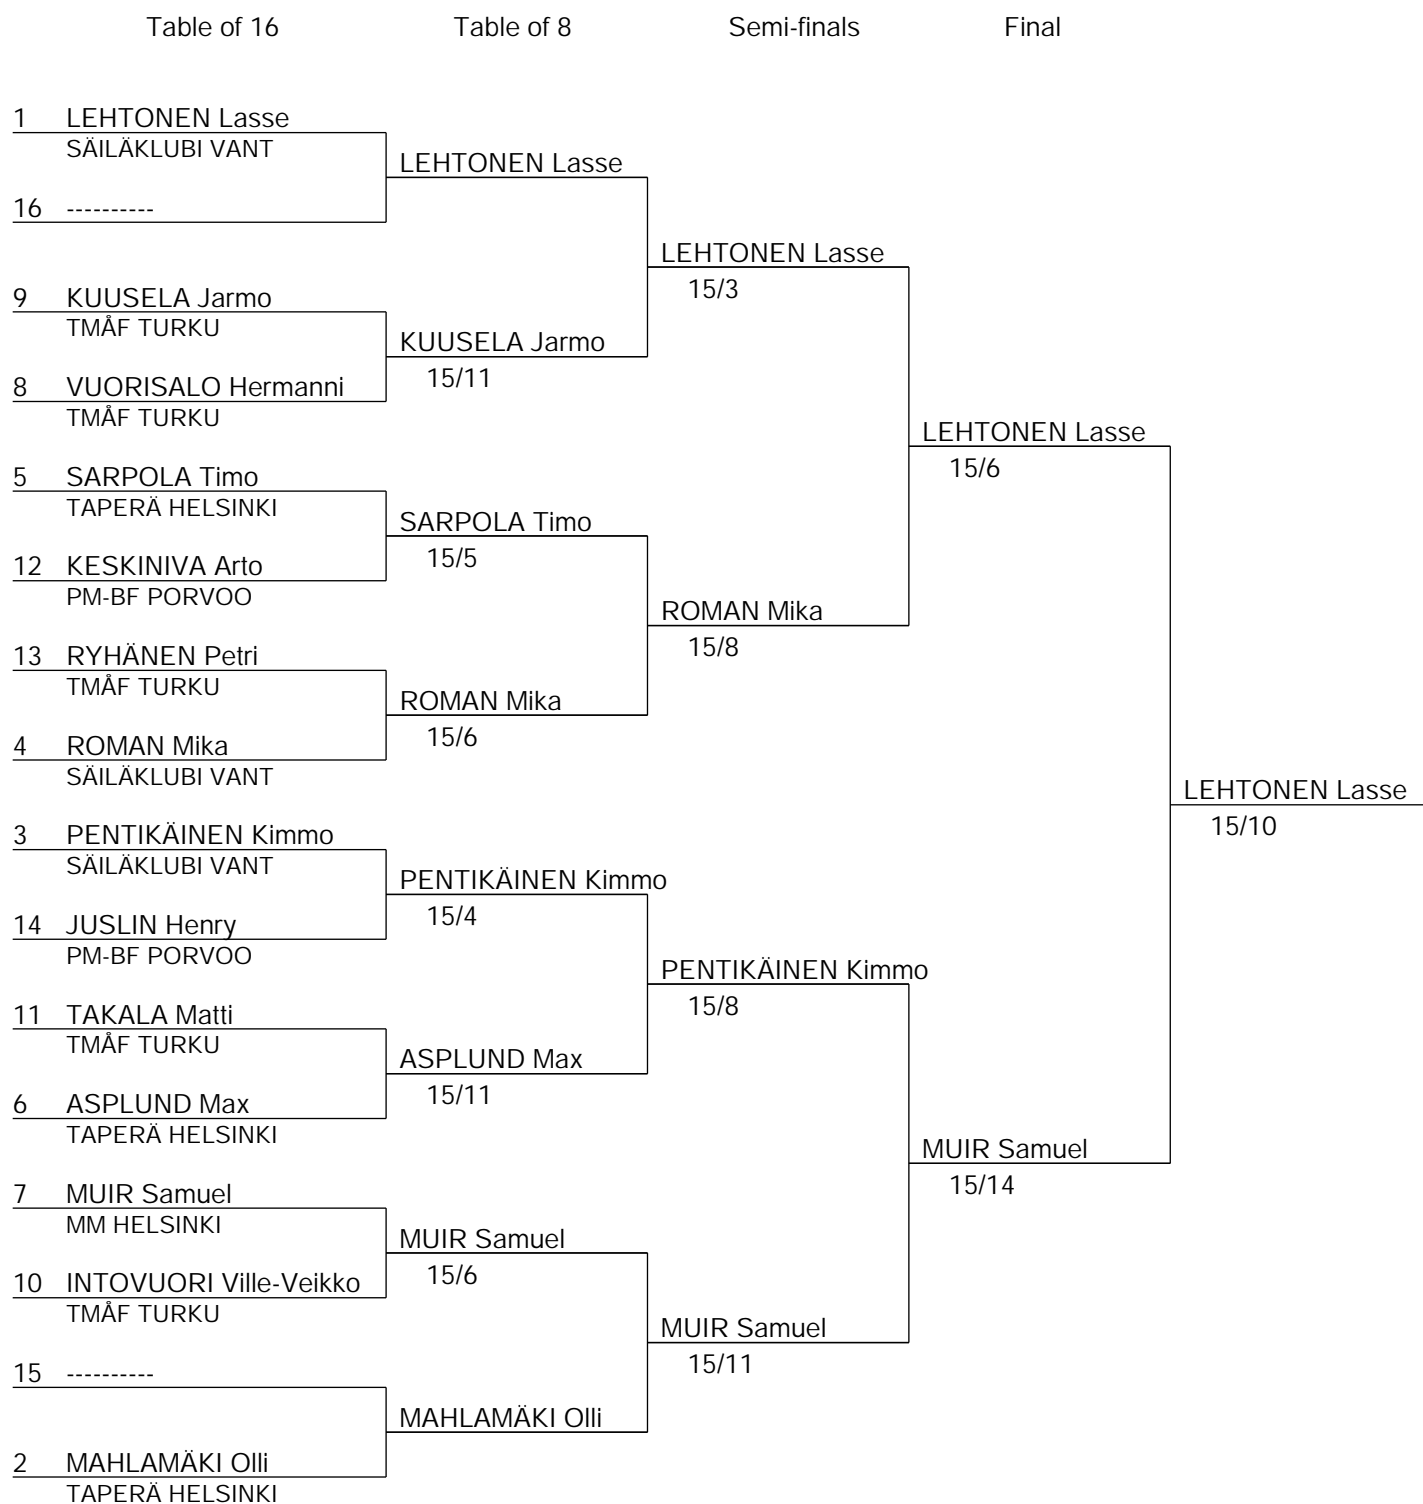 Table of 16 Table of 8 Semi-finals Final
1 LEHTONEN Lasse
SÄILÄKLUBI VANT
LEHTONEN Lasse
16 ----------
LEHTONEN Lasse
15/3
9 KUUSELA Jarmo
TMÅF TURKU
KUUSELA Jarmo
15/11
8 VUORISALO Hermanni
TMÅF TURKU
LEHTONEN Lasse
15/6
5 SARPOLA Timo
TAPERÄ HELSINKI
SARPOLA Timo
15/5
12 KESKINIVA Arto
PM-BF PORVOO
ROMAN Mika
15/8
13 RYHÄNEN Petri
TMÅF TURKU
ROMAN Mika
15/6
4 ROMAN Mika
SÄILÄKLUBI VANT
LEHTONEN Lasse
15/10
3 PENTIKÄINEN Kimmo
SÄILÄKLUBI VANT
PENTIKÄINEN Kimmo
15/4
14 JUSLIN Henry
PM-BF PORVOO
PENTIKÄINEN Kimmo
15/8
11 TAKALA Matti
TMÅF TURKU
ASPLUND Max
15/11
6 ASPLUND Max
TAPERÄ HELSINKI
MUIR Samuel
15/14
7 MUIR Samuel
MM HELSINKI
MUIR Samuel
15/6
10 INTOVUORI Ville-Veikko
TMÅF TURKU
MUIR Samuel
15/11
15 ----------
MAHLAMÄKI Olli
2 MAHLAMÄKI Olli
TAPERÄ HELSINKI